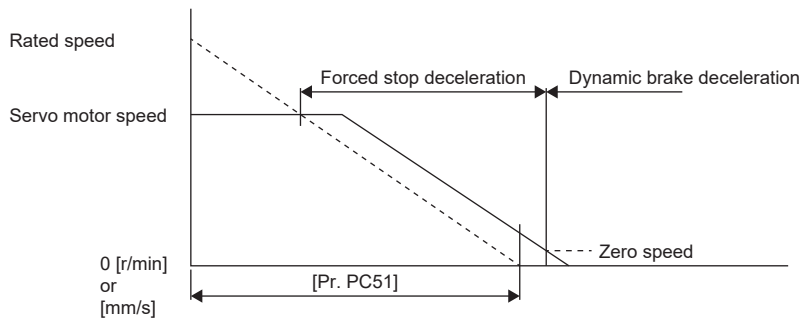 Rated speed
Forced stop deceleration
Dynamic brake deceleration
Servo motor speed
Zero speed
0 [r/min]
or
[mm/s]
[Pr. PC51]